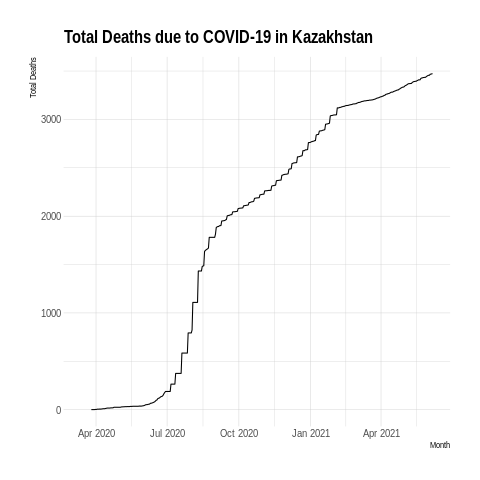 Total Deaths due to COVID-19 in Kazakhstan
Total Deaths
3000
2000
1000
0
Apr 2020 Jul 2020 Oct 2020 Jan 2021 Apr 2021
Month